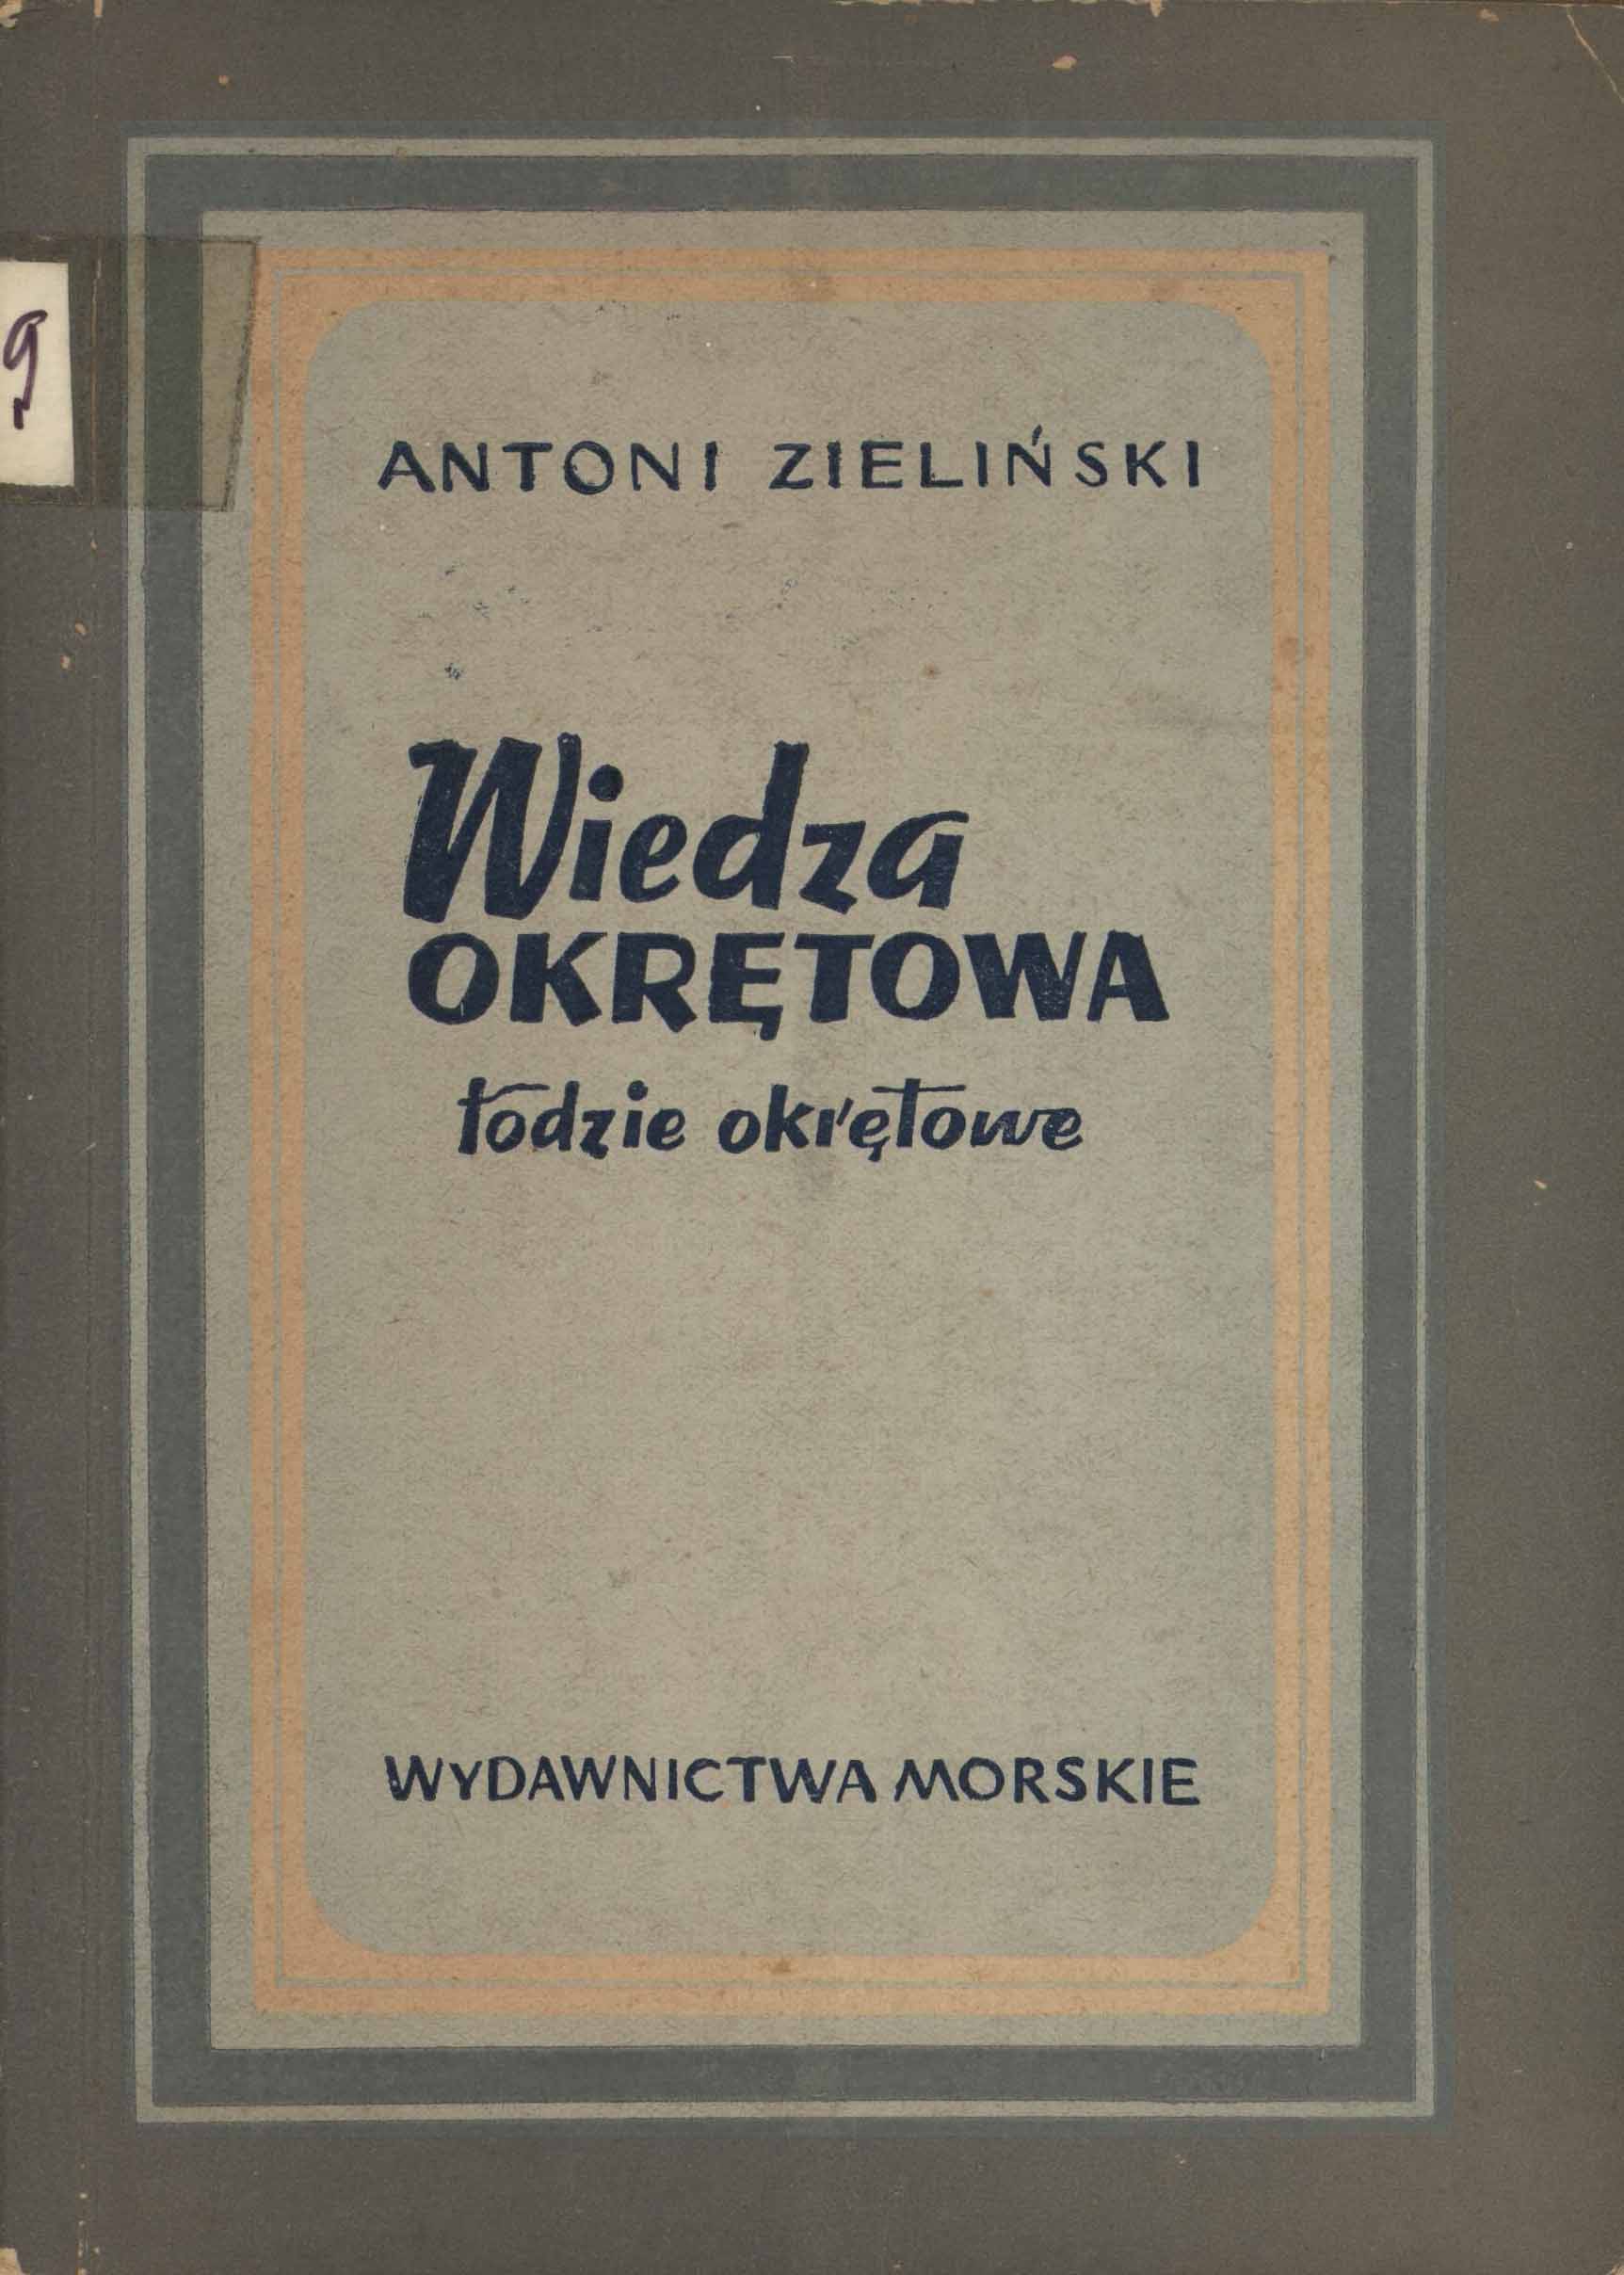 9
ANTONI ZIELIŃSKI
Wiedza
OKRĘTOWA
łodzie okrętowe
WYDAWNICTWA MORSKIE